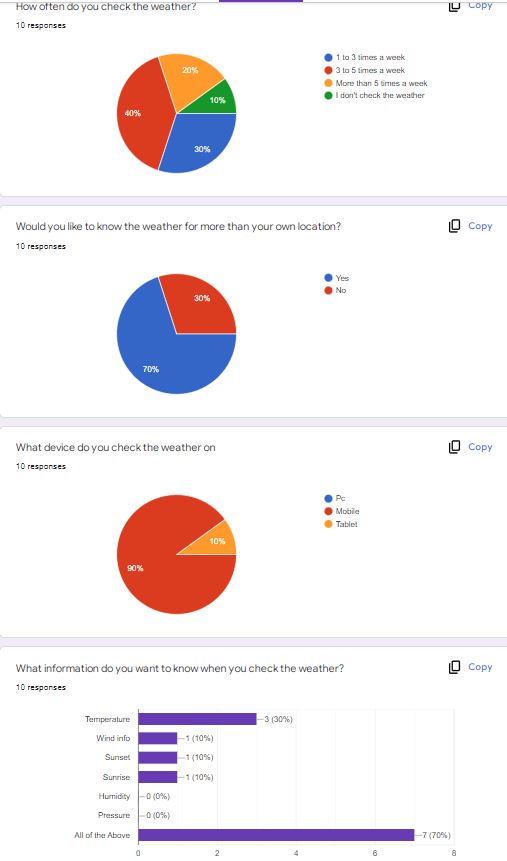 How often do you check the weather?
Copy
10 responses
20%
10%
40%
30%
1 to 3 times a week
3 to 5 times a week
More than 5 times a week
I don't check the weather
Would you like to know the weather for more than your own location?
Copy
10 responses
30%
70%
Yes
No
What device do you check the weather on
Copy
10 responses
10%
90%
Pc
Mobile
Tablet
What information do you want to know when you check the weather?
Copy
10 responses
Temperature 3 (30%)
Wind info 1 (10%)
Sunset 1 (10%)
Sunrise 1 (10%)
Humidity 0 (0%)
Pressure 0 (0%)
All of the Above 7 (70%)
0 2 4 6 8